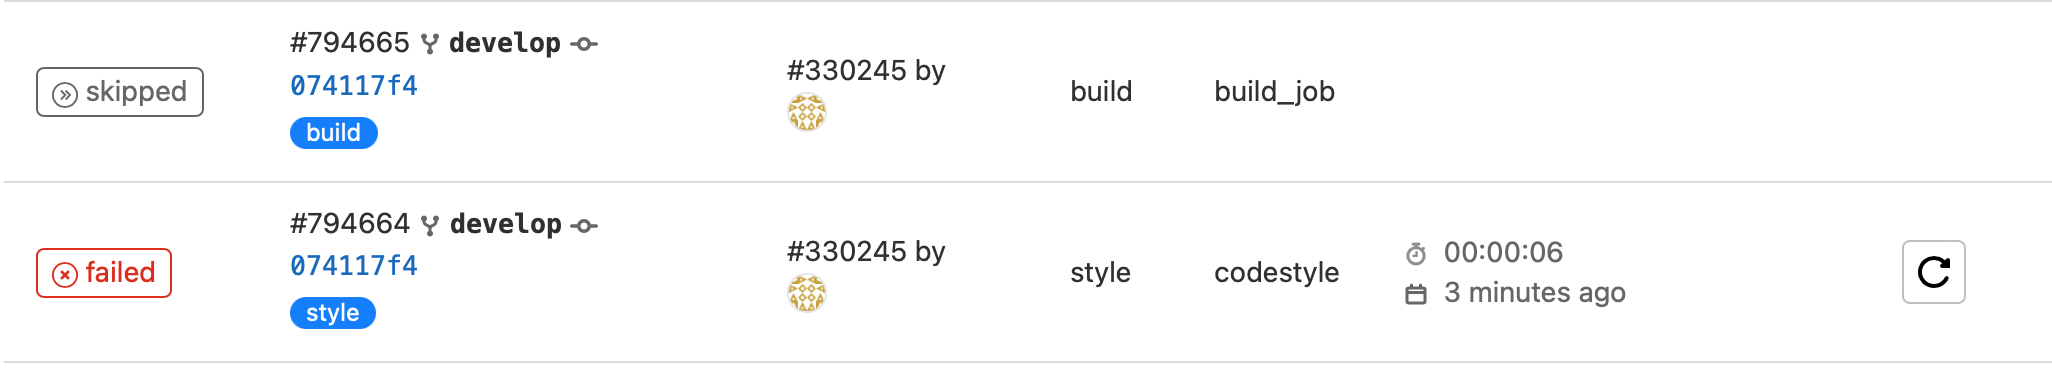 skipped
#794665 develop
074117f4
build
#330245 by
build
build_job
failed
#794664 develop
074117f4
style
#330245 by
style
codestyle
00:00:06
3 minutes ago